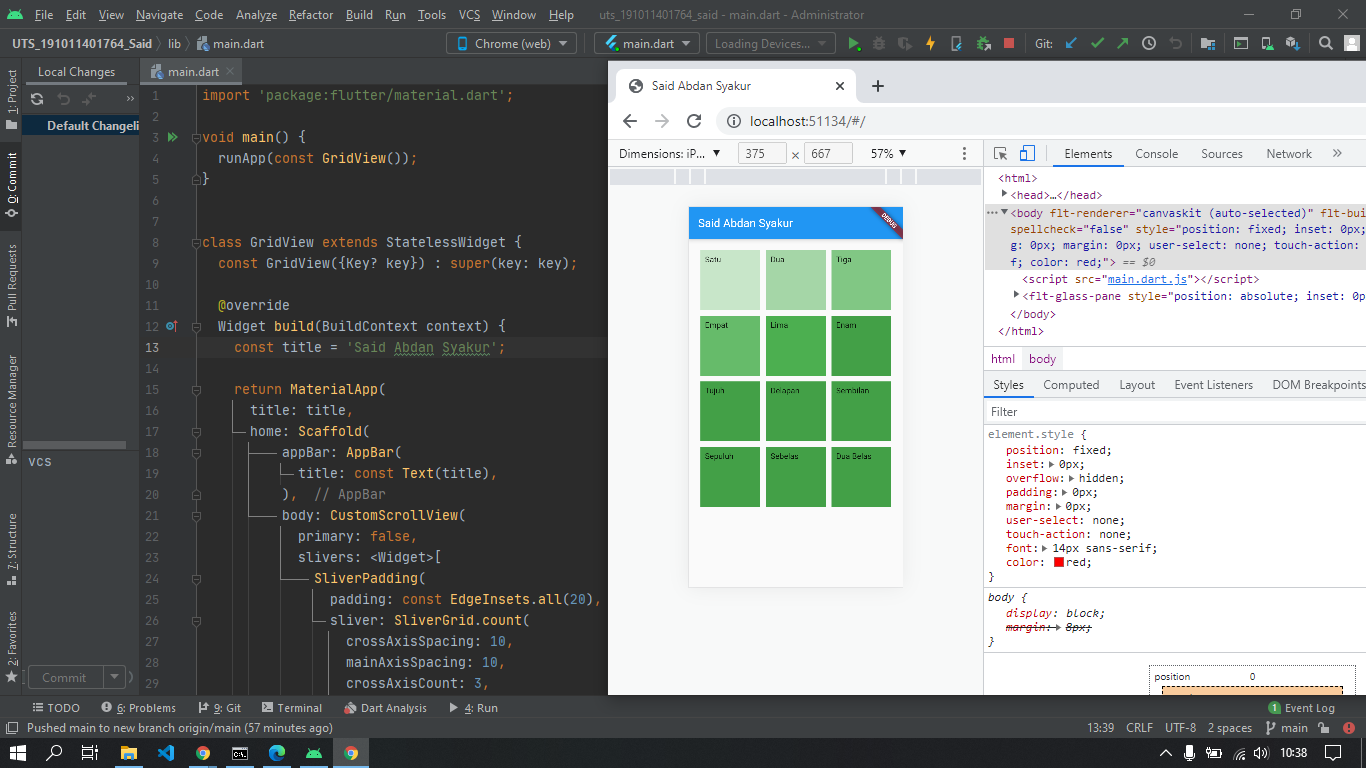 File Edit View Navigate Code Analyze Refactor Build Run Tools VCS Window Help uts_191011401764_said - main.dart - Administrator
UTS_191011401764_Said lib main.dart Chrome (web) main.dart Loading Devices... Git:
1: Project
0: Commit
Pull Requests
Resource Manager
7: Structure
2: Favorites
Local Changes
»
Default Changeli
VCS
Commit
main.dart
1 import 'package:flutter/material.dart';
2
3 void main() {
4 runApp(const GridView());
5 }
6
7
8 class GridView extends StatelessWidget {
9 const GridView({Key? key}) : super(key: key);
10
11 @override
12 Widget build(BuildContext context) {
13 const title = 'Said Abdan Syakur';
14
15 return MaterialApp(
16 title: title,
17 home: Scaffold(
18 appBar: AppBar(
19 title: const Text(title),
20 ), // AppBar
21 body: CustomScrollView(
22 primary: false,
23 slivers: <Widget>[
24 SliverPadding(
25 padding: const EdgeInsets.all(20),
26 sliver: SliverGrid.count(
27 crossAxisSpacing: 10,
28 mainAxisSpacing: 10,
29 crossAxisCount: 3,
Said Abdan Syakur
localhost:51134/#/
Dimensions: iP... 375 × 667 57%
Said Abdan Syakur
DEBUG
Satu Dua Tiga
Empat Lima Enam
Tujuh Delapan Sembilan
Sepuluh Sebelas Dua Belas
Elements Console Sources Network »
<html>
<head>…</head>
<body flt-renderer="canvaskit (auto-selected)" flt-bui
spellcheck="false" style="position: fixed; inset: 0px;
g: 0px; margin: 0px; user-select: none; touch-action:
f; color: red;"> == $0
<script src="main.dart.js"></script>
<flt-glass-pane style="position: absolute; inset: 0p
</body>
</html>
html body
Styles Computed Layout Event Listeners DOM Breakpoints
Filter
element.style {
position: fixed;
inset: 0px;
overflow: hidden;
padding: 0px;
margin: 0px;
user-select: none;
touch-action: none;
font: 14px sans-serif;
color: red;
}
body {
display: block;
margin: 8px;
}
position 0
TODO 6: Problems 9: Git Terminal Dart Analysis 4: Run 1 Event Log
Pushed main to new branch origin/main (57 minutes ago) 13:39 CRLF UTF-8 2 spaces main
10:38